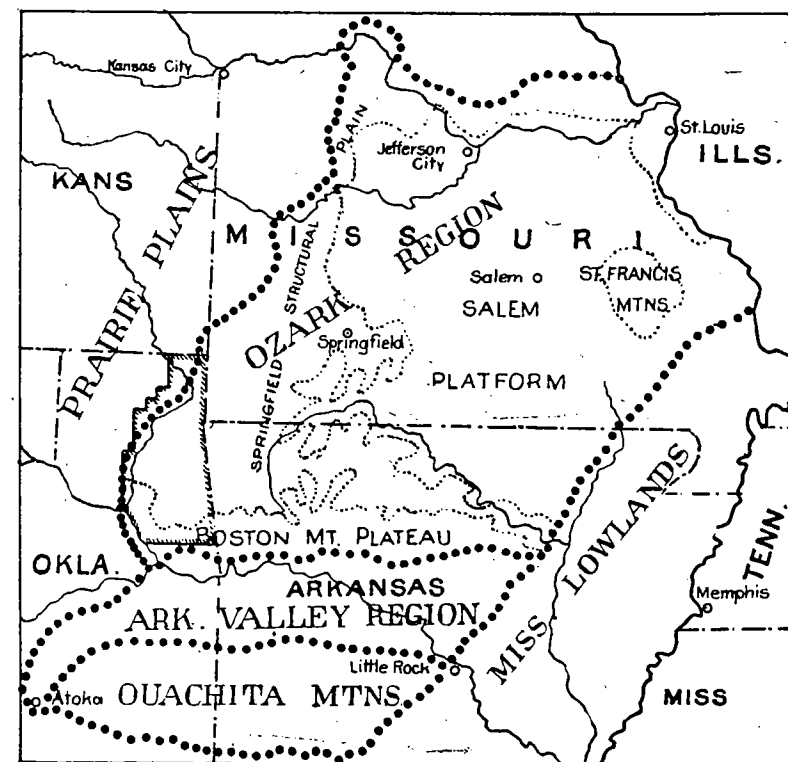 Kansas City
St. Louis
PLAIN
Jefferson
City
ILLS.
KANS
PRAIRIE PLAINS
MISSOURI
OZARK REGION
STRUCTURAL
Salem
ST. FRANCIS
MTNS.
SALEM
Springfield
PLATFORM
SPRINGFIELD
BOSTON MT. PLATEAU
MISS LOWLANDS
TENN.
OKLA.
ARKANSAS
Memphis
ARK. VALLEY REGION
Little Rock
Atoka
OUACHITA MTNS.
MISS